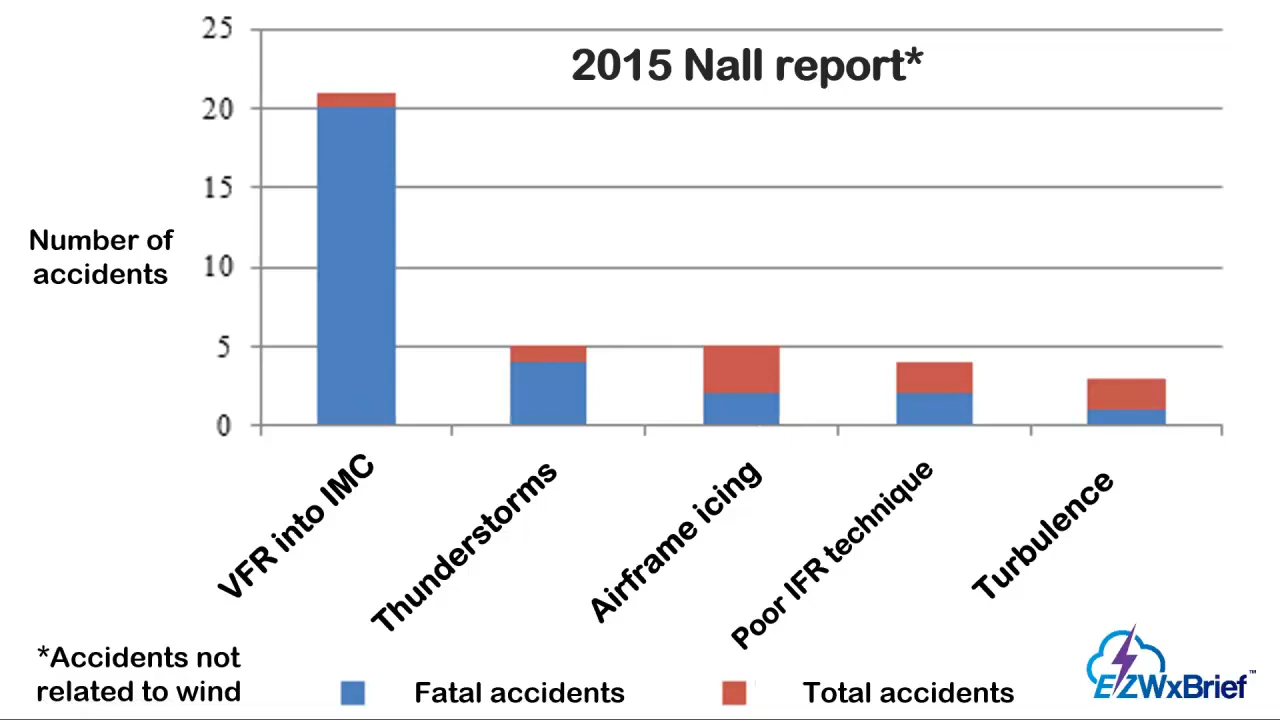 2015 Nall report*
25
20
15
10
5
0
Number of
accidents
VFR into IMC
Thunderstorms
Airframe icing
Poor IFR technique
Turbulence
*Accidents not
related to wind
Fatal accidents
Total accidents
EZWxBrief™